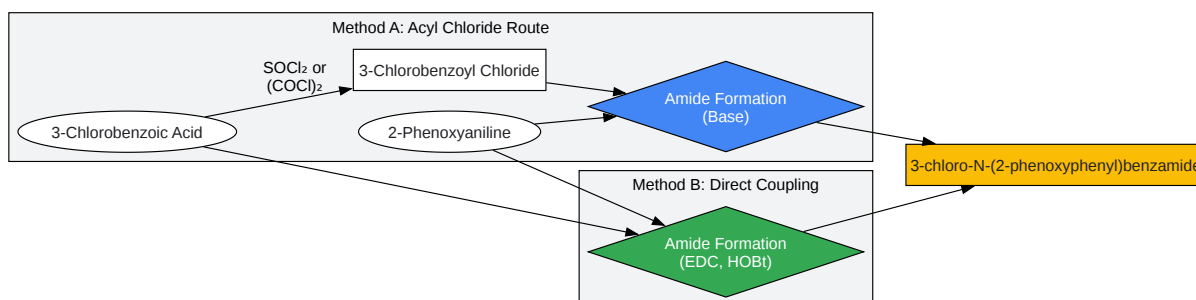 Method A: Acyl Chloride Route
SOCl₂ or
(COCl)₂
3-Chlorobenzoyl Chloride
3-Chlorobenzoic Acid
2-Phenoxyaniline
Amide Formation
(Base)
3-chloro-N-(2-phenoxyphenyl)benzamide
Method B: Direct Coupling
Amide Formation
(EDC, HOBt)